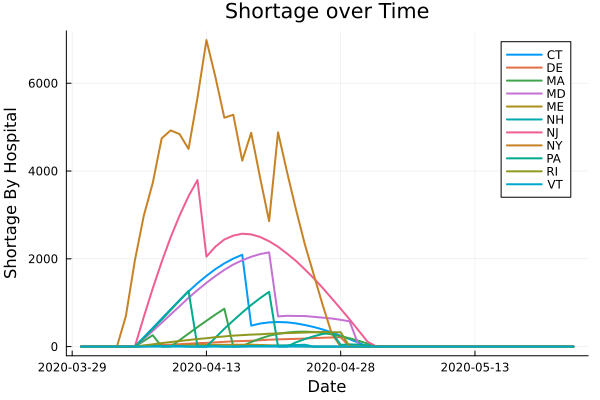 Shortage over Time
Shortage By Hospital
6000
4000
2000
0
2020-03-29
2020-04-13
2020-04-28
2020-05-13
Date
CT
DE
MA
MD
ME
NH
NJ
NY
PA
RI
VT